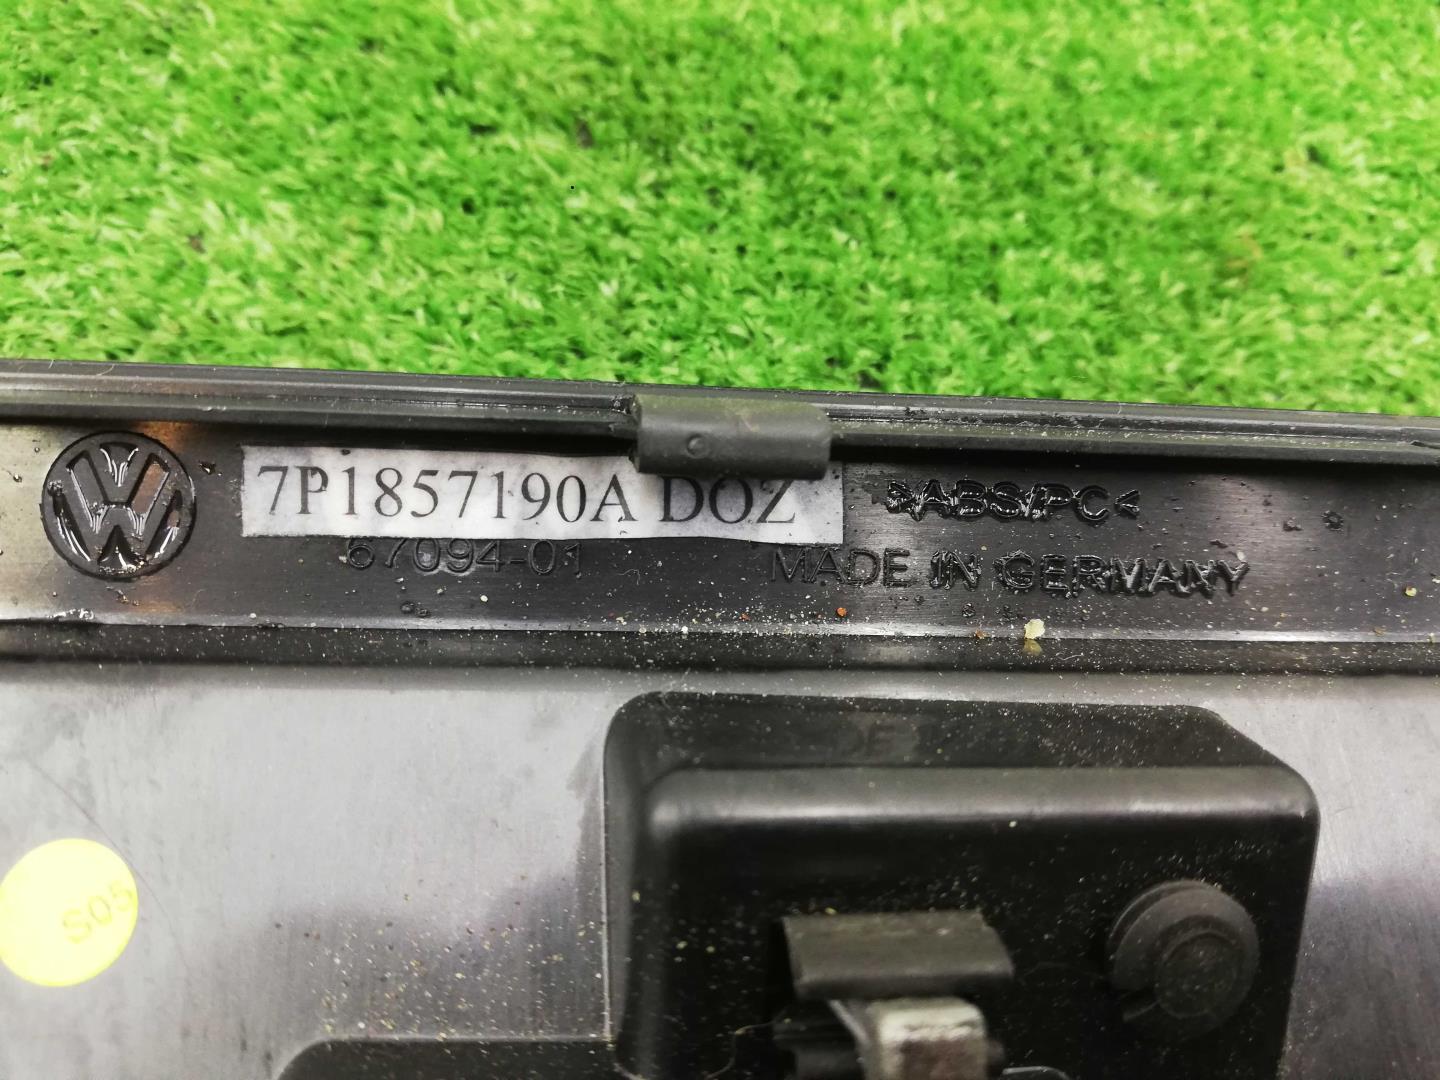 7P1857190A DOZ
>ABS/PC<
67094-01
MADE IN GERMANY
S05